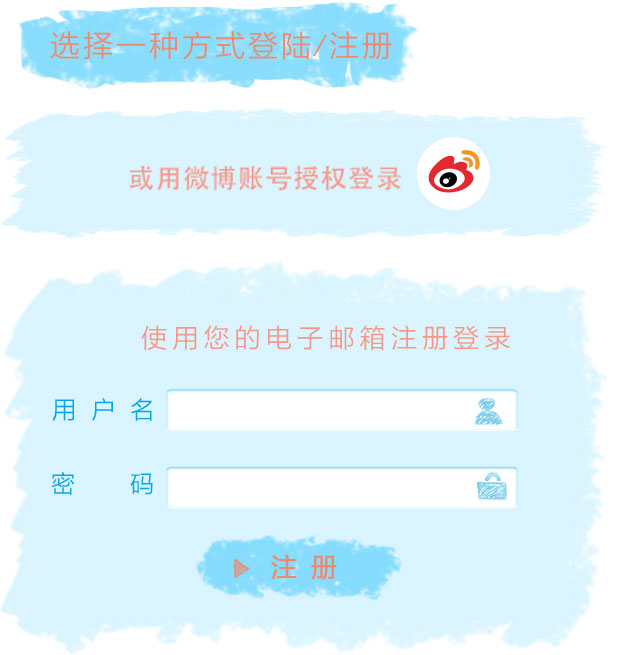 选择一种方式登陆/注册
或用微博账号授权登录
使用您的电子邮箱注册登录
用户名
密码
注册